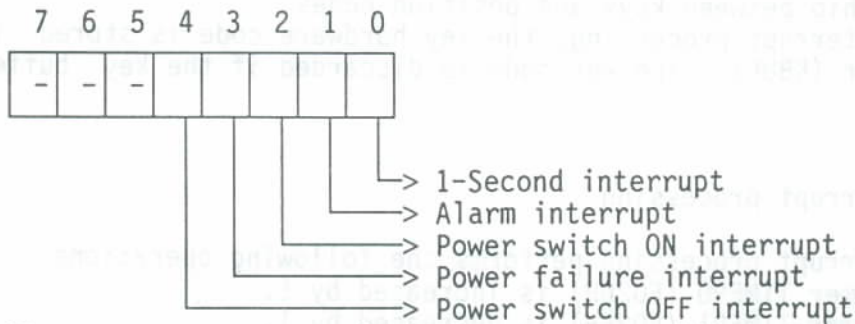 7 6 5 4 3 2 1 0
- - -
-> 1-Second interrupt
-> Alarm interrupt
-> Power switch ON interrupt
-> Power failure interrupt
-> Power switch OFF interrupt